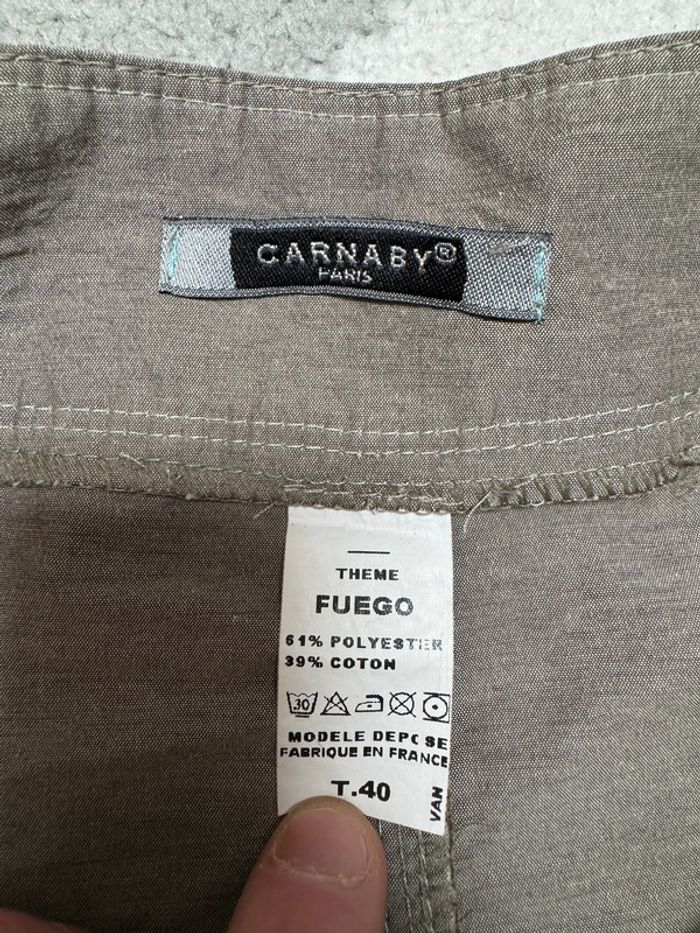 CARNABY®
PARIS
THEME
FUEGO
61% POLYESTER
39% COTON
30
MODELE DEPOSE
FABRIQUE EN FRANCE
T.40
VAN